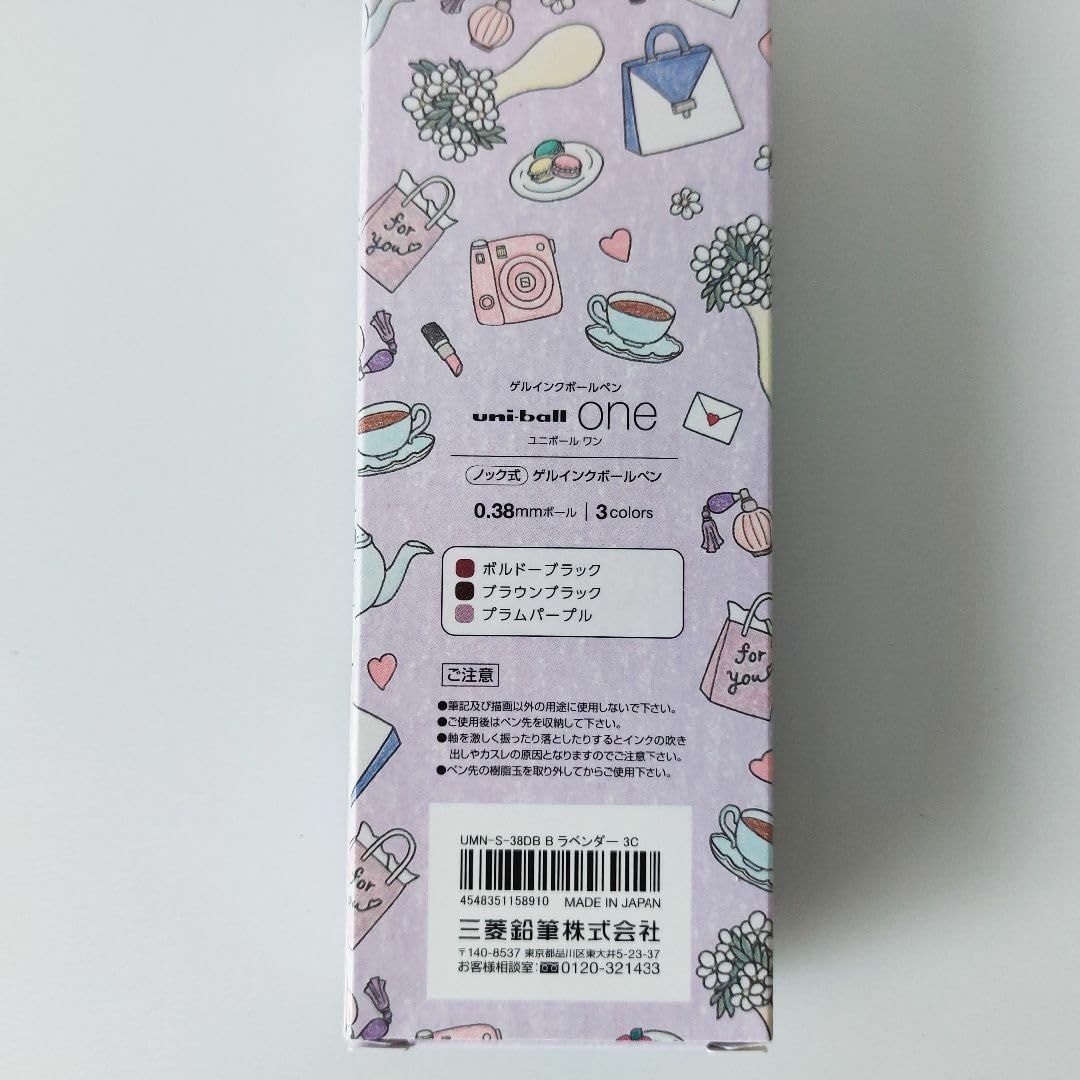 for
you
ゲルインクボールペン
uni-ball one
ユニボール ワン
ノック式 ゲルインクボールペン
0.38mmボール | 3 colors
ボルドーブラック
ブラウンブラック
プラムパープル
for
you
ご注意
●筆記及び描画以外の用途に使用しないで下さい。
●ご使用後はペン先を収納して下さい。
●軸を激しく振ったり落としたりするとインクの吹き
出しやカスレの原因となりますのでご注意下さい。
●ペン先の樹脂玉を取り外してからご使用下さい。
UMN-S-38DB B ラベンダー 3C
4548351158910 MADE IN JAPAN
for
三菱鉛筆株式会社
〒140-8537 東京都品川区東大井5-23-37
お客様相談室:0120-321433